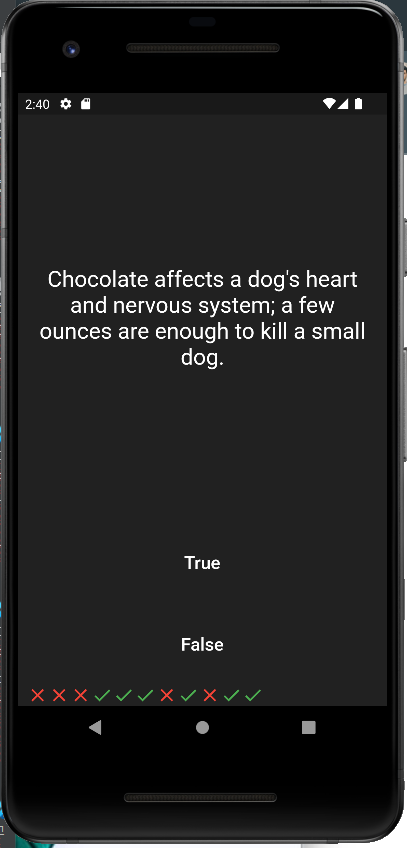 2:40
Chocolate affects a dog's heart
and nervous system; a few
ounces are enough to kill a small
dog.
True
False